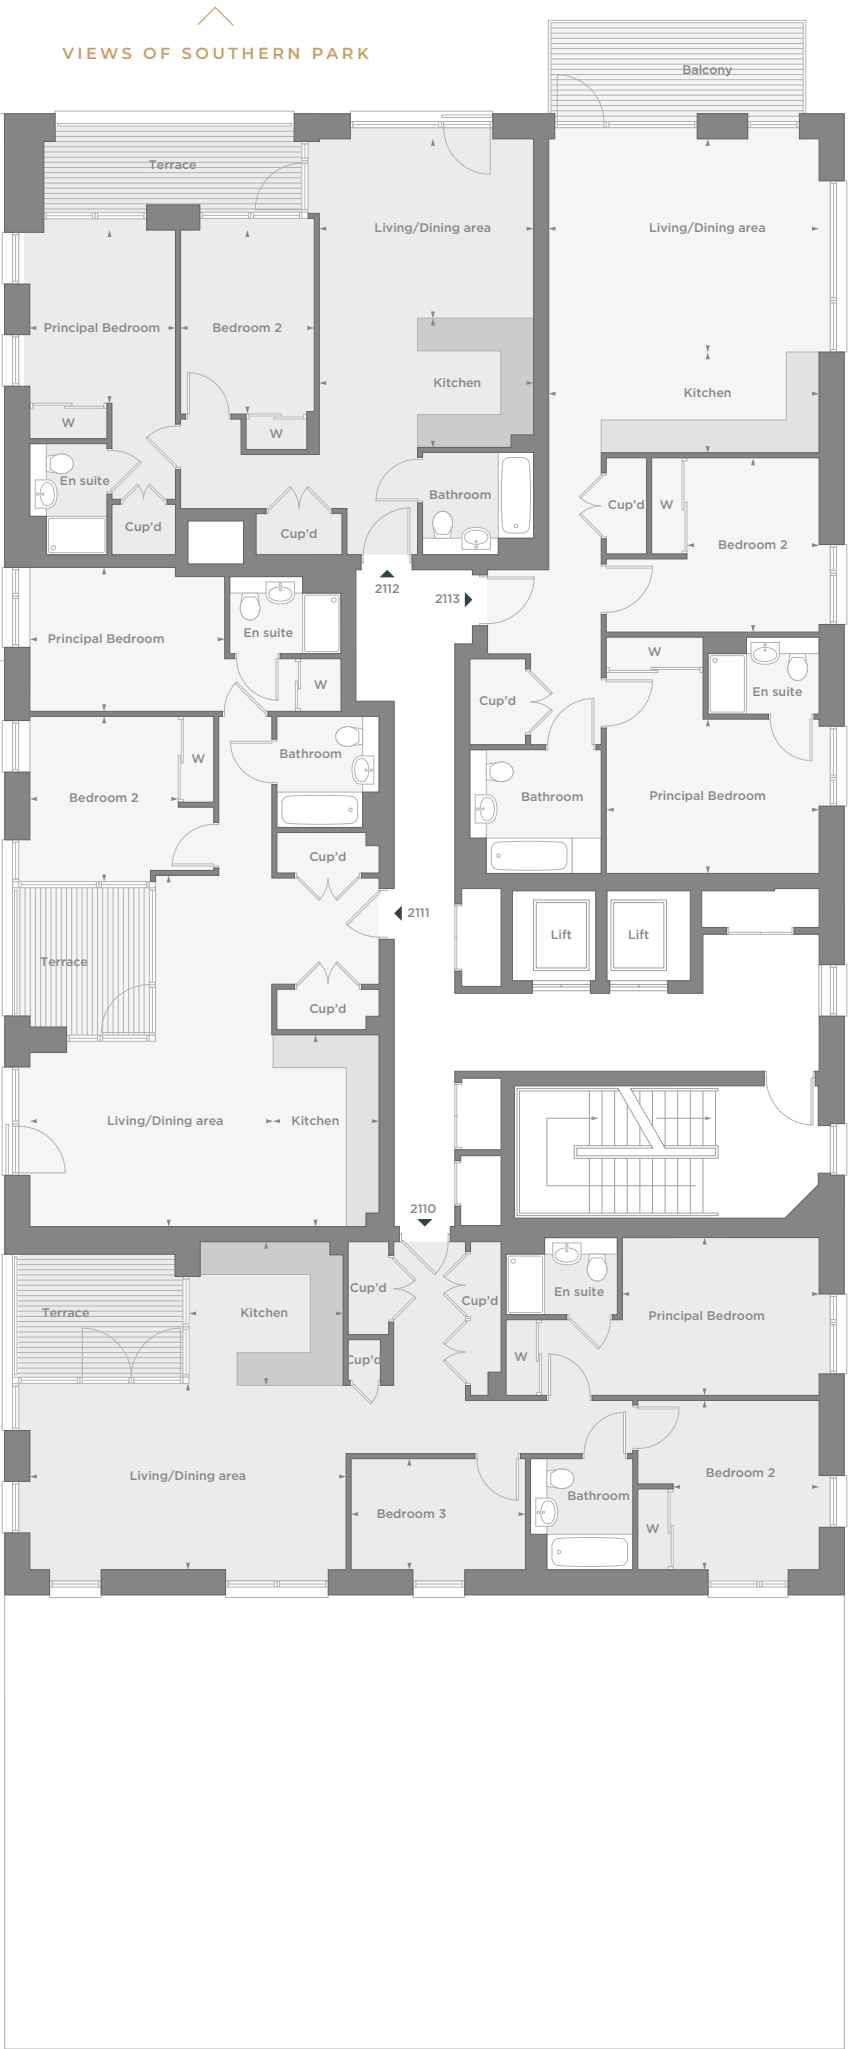 VIEWS OF SOUTHERN PARK
Balcony
Terrace
Living/Dining area
Living/Dining area
Principal Bedroom
Bedroom 2
Kitchen
Kitchen
W
W
En suite
Bathroom
Cup'd
W
Cup'd
Cup'd
Bedroom 2
2112
2113
Principal Bedroom
En suite
W
W
En suite
Cup'd
Bathroom
W
Bedroom 2
Bathroom
Principal Bedroom
Cup'd
2111
Lift
Lift
Terrace
Cup'd
Living/Dining area
Kitchen
2110
Cup'd
Cup'd
En suite
Terrace
Kitchen
Principal Bedroom
Cup'd
W
Living/Dining area
Bedroom 2
Bathroom
Bedroom 3
W